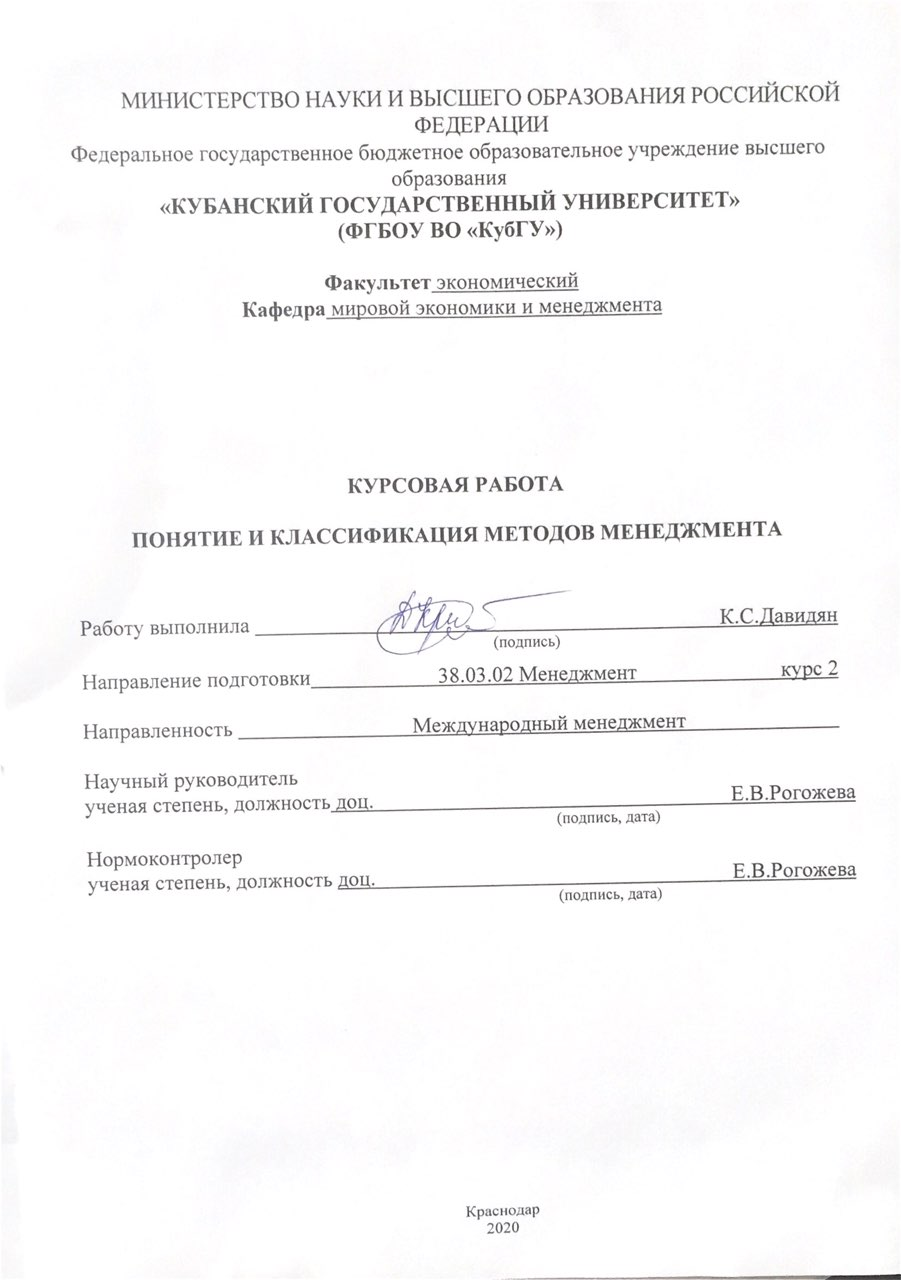 МИНИСТЕРСТВО НАУКИ И ВЫСШЕГО ОБРАЗОВАНИЯ РОССИЙСКОЙ
ФЕДЕРАЦИИ
Федеральное государственное бюджетное образовательное учреждение высшего
образования
«КУБАНСКИЙ ГОСУДАРСТВЕННЫЙ УНИВЕРСИТЕТ»
(ФГБОУ ВО «КубГУ»)
Факультет экономический
Кафедра мировой экономики и менеджмента
КУРСОВАЯ РАБОТА
ПОНЯТИЕ И КЛАССИФИКАЦИЯ МЕТОДОВ МЕНЕДЖМЕНТА
Работу выполнила К.С.Давидян
(подпись)
Направление подготовки 38.03.02 Менеджмент курс 2
Направленность Международный менеджмент
Научный руководитель
ученая степень, должность доц. Е.В.Рогожева
(подпись, дата)
Нормоконтролер
ученая степень, должность доц. Е.В.Рогожева
(подпись, дата)
Краснодар
2020